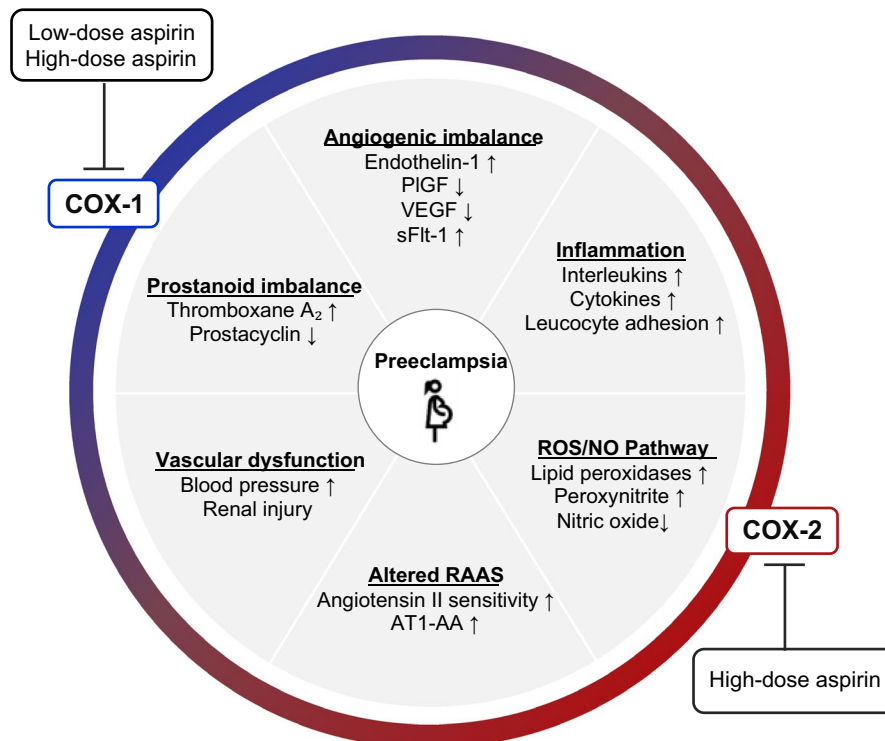 Low-dose aspirin
High-dose aspirin
COX-1
Angiogenic imbalance
Endothelin-1 ↑
PlGF ↓
VEGF ↓
sFlt-1 ↑
Inflammation
Interleukins ↑
Cytokines ↑
Leucocyte adhesion ↑
Prostanoid imbalance
Thromboxane A₂ ↑
Prostacyclin ↓
Preeclampsia
Vascular dysfunction
Blood pressure ↑
Renal injury
ROS/NO Pathway
Lipid peroxidases ↑
Peroxynitrite ↑
Nitric oxide↓
COX-2
Altered RAAS
Angiotensin II sensitivity ↑
AT1-AA ↑
High-dose aspirin